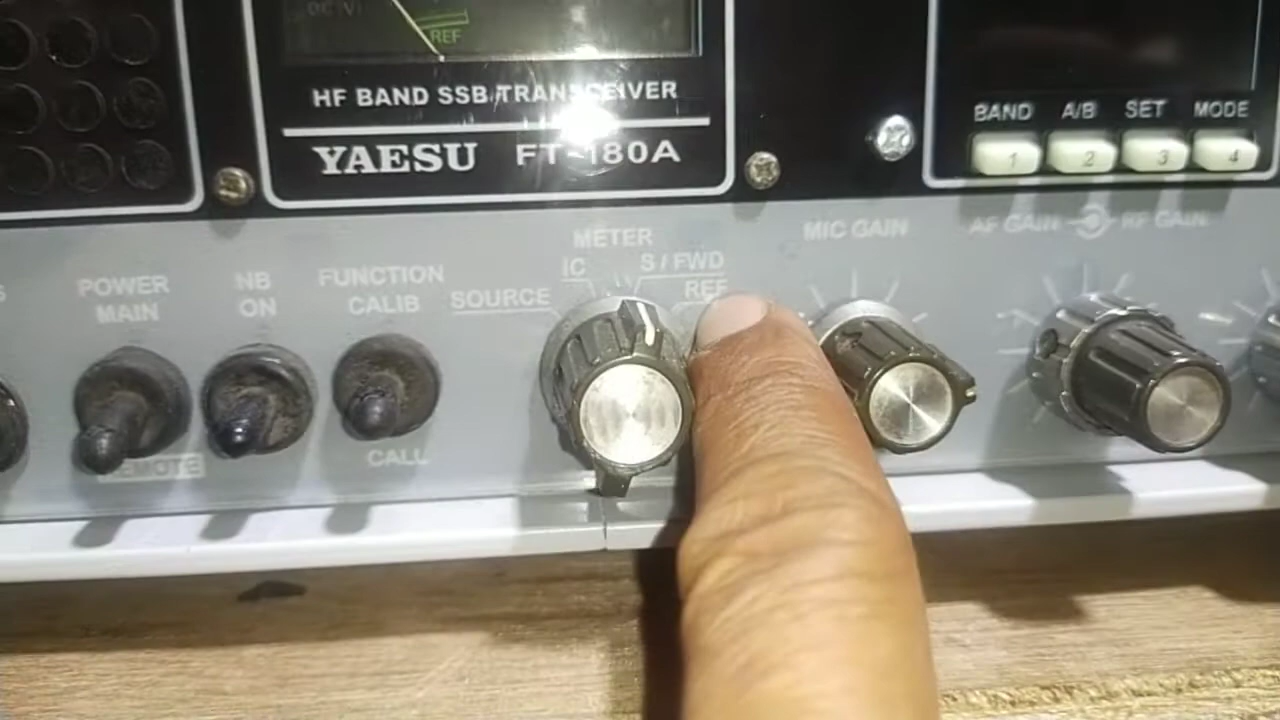 DC(V)
REF
HF BAND SSB TRANSCEIVER
YAESU FT-180A
BAND A/B SET MODE
1 2 3 4
METER
MIC GAIN
AF GAIN RF GAIN
POWER
MAIN
NB
ON
FUNCTION
CALIB
SOURCE
IC
S/FWD
REF
CALL